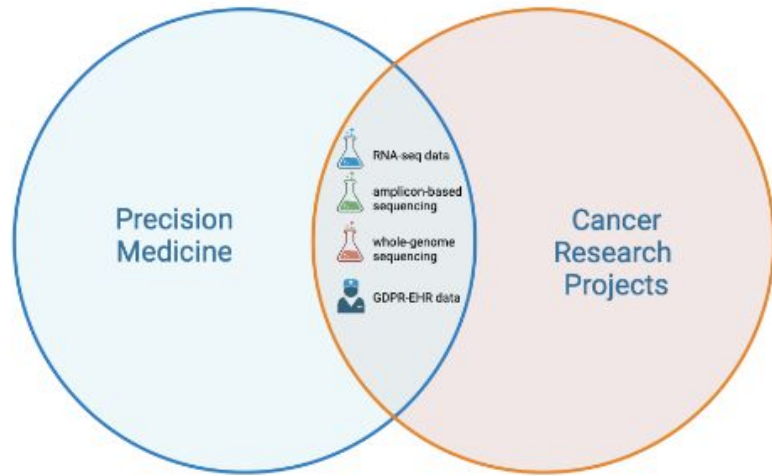 Precision
Medicine
RNA-seq data
amplicon-based
sequencing
whole-genome
sequencing
GDPR-EHR data
Cancer
Research
Projects